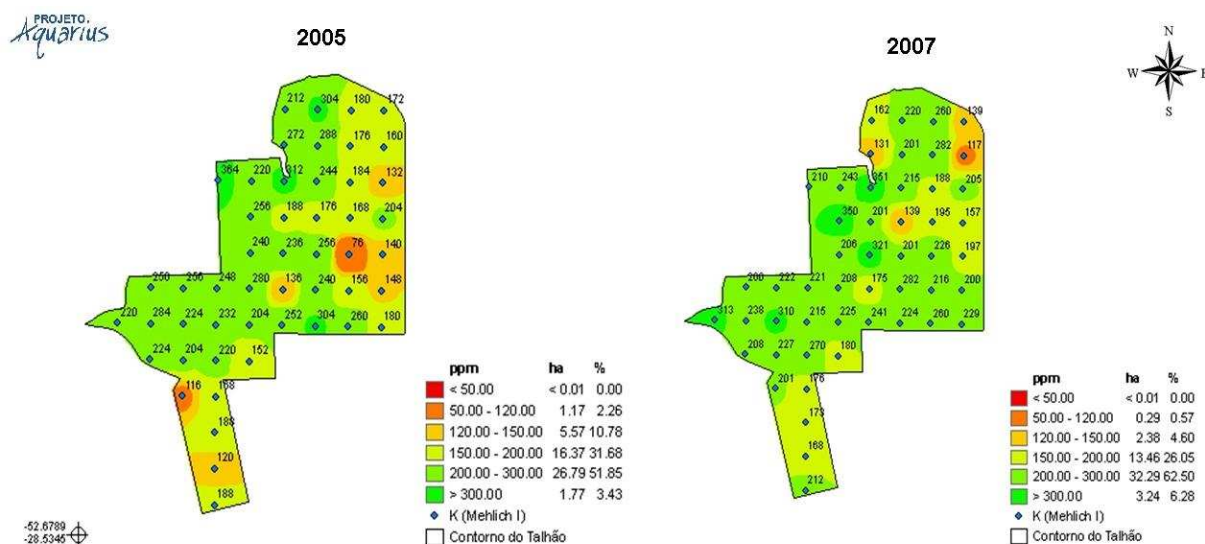 PROJETO.
Aquarius
2005
2007
N
W
S
212 304 180 172
272 288 176 160
364 220 312 244 184 132
256 188 176 168 204
240 236 256 76 140
256 248 280 136 240 156 148
220 284 224 232 204 252 304 260 180
224 204 220 152
116 168
188
120
188
ppm ha %
< 50.00 < 0.01 0.00
50.00 - 120.00 1.17 2.26
120.00 - 150.00 5.57 10.78
150.00 - 200.00 16.37 31.68
200.00 - 300.00 26.79 51.85
> 300.00 1.77 3.43
K (Mehlich I)
Contorno do Talhão
-52.6789
-28.5345
162 220 260 139
131 201 282 117
210 243 351 215 188 205
350 201 139 195 157
206 321 201 226 197
222 221 208 175 282 216 200
313 238 310 215 225 241 224 260 229
208 227 270 180
201 176
173
168
212
ppm ha %
< 50.00 < 0.01 0.00
50.00 - 120.00 0.29 0.57
120.00 - 150.00 2.38 4.60
150.00 - 200.00 13.46 26.05
200.00 - 300.00 32.29 62.50
> 300.00 3.24 6.28
K (Mehlich I)
Contorno do Talhão